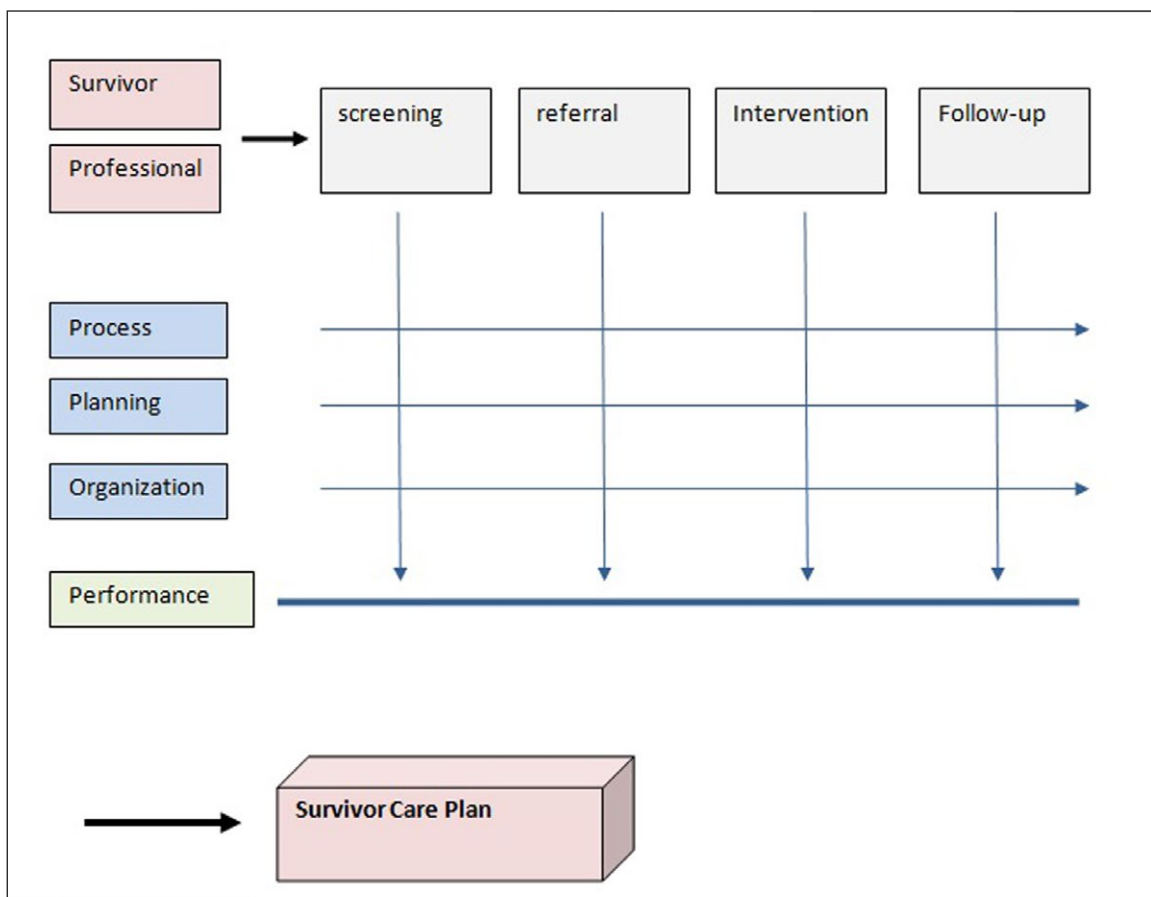 Survivor
Professional
screening
referral
Intervention
Follow-up
Process
Planning
Organization
Performance
Survivor Care Plan